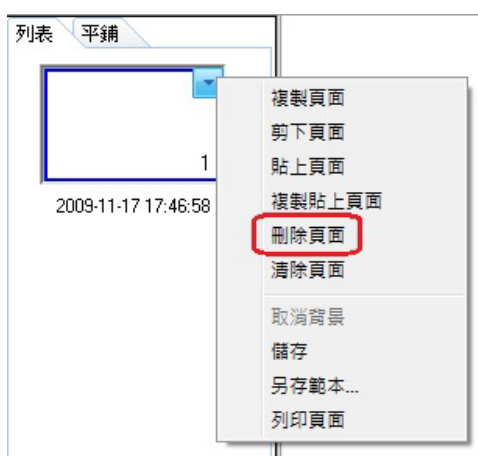 列表 平鋪
1
2009-11-17 17:46:58
複製頁面
剪下頁面
貼上頁面
複製貼上頁面
刪除頁面
清除頁面
取消背景
儲存
另存範本...
列印頁面